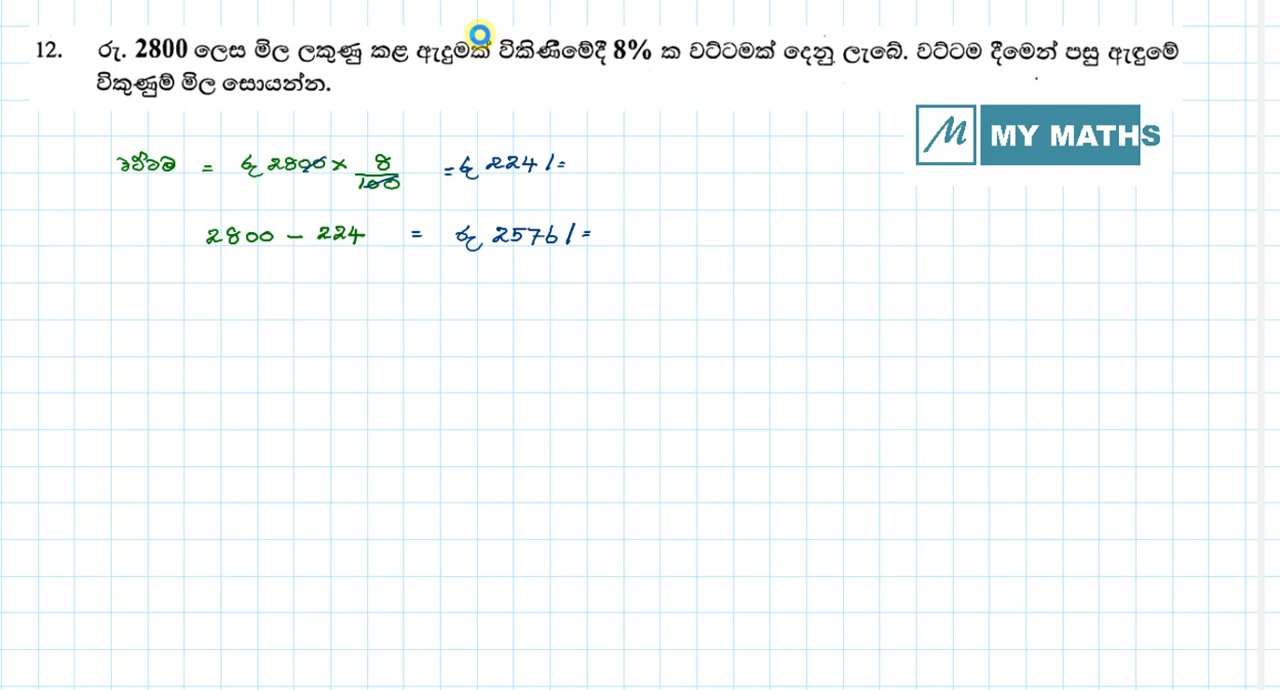 12. රු. 2800 ලෙස මිල ලකුණු කළ ඇදුමක් විකිණීමේදී 8% ක වට්ටමක් දෙනු ලැබේ. වට්ටම දීමෙන් පසු ඇඳුමේ
විකුණුම් මිල සොයන්න.
M MY MATHS
වට්ටම = රු 2800 × 8/100 = රු 224/=
2800 - 224 = රු 2576/=